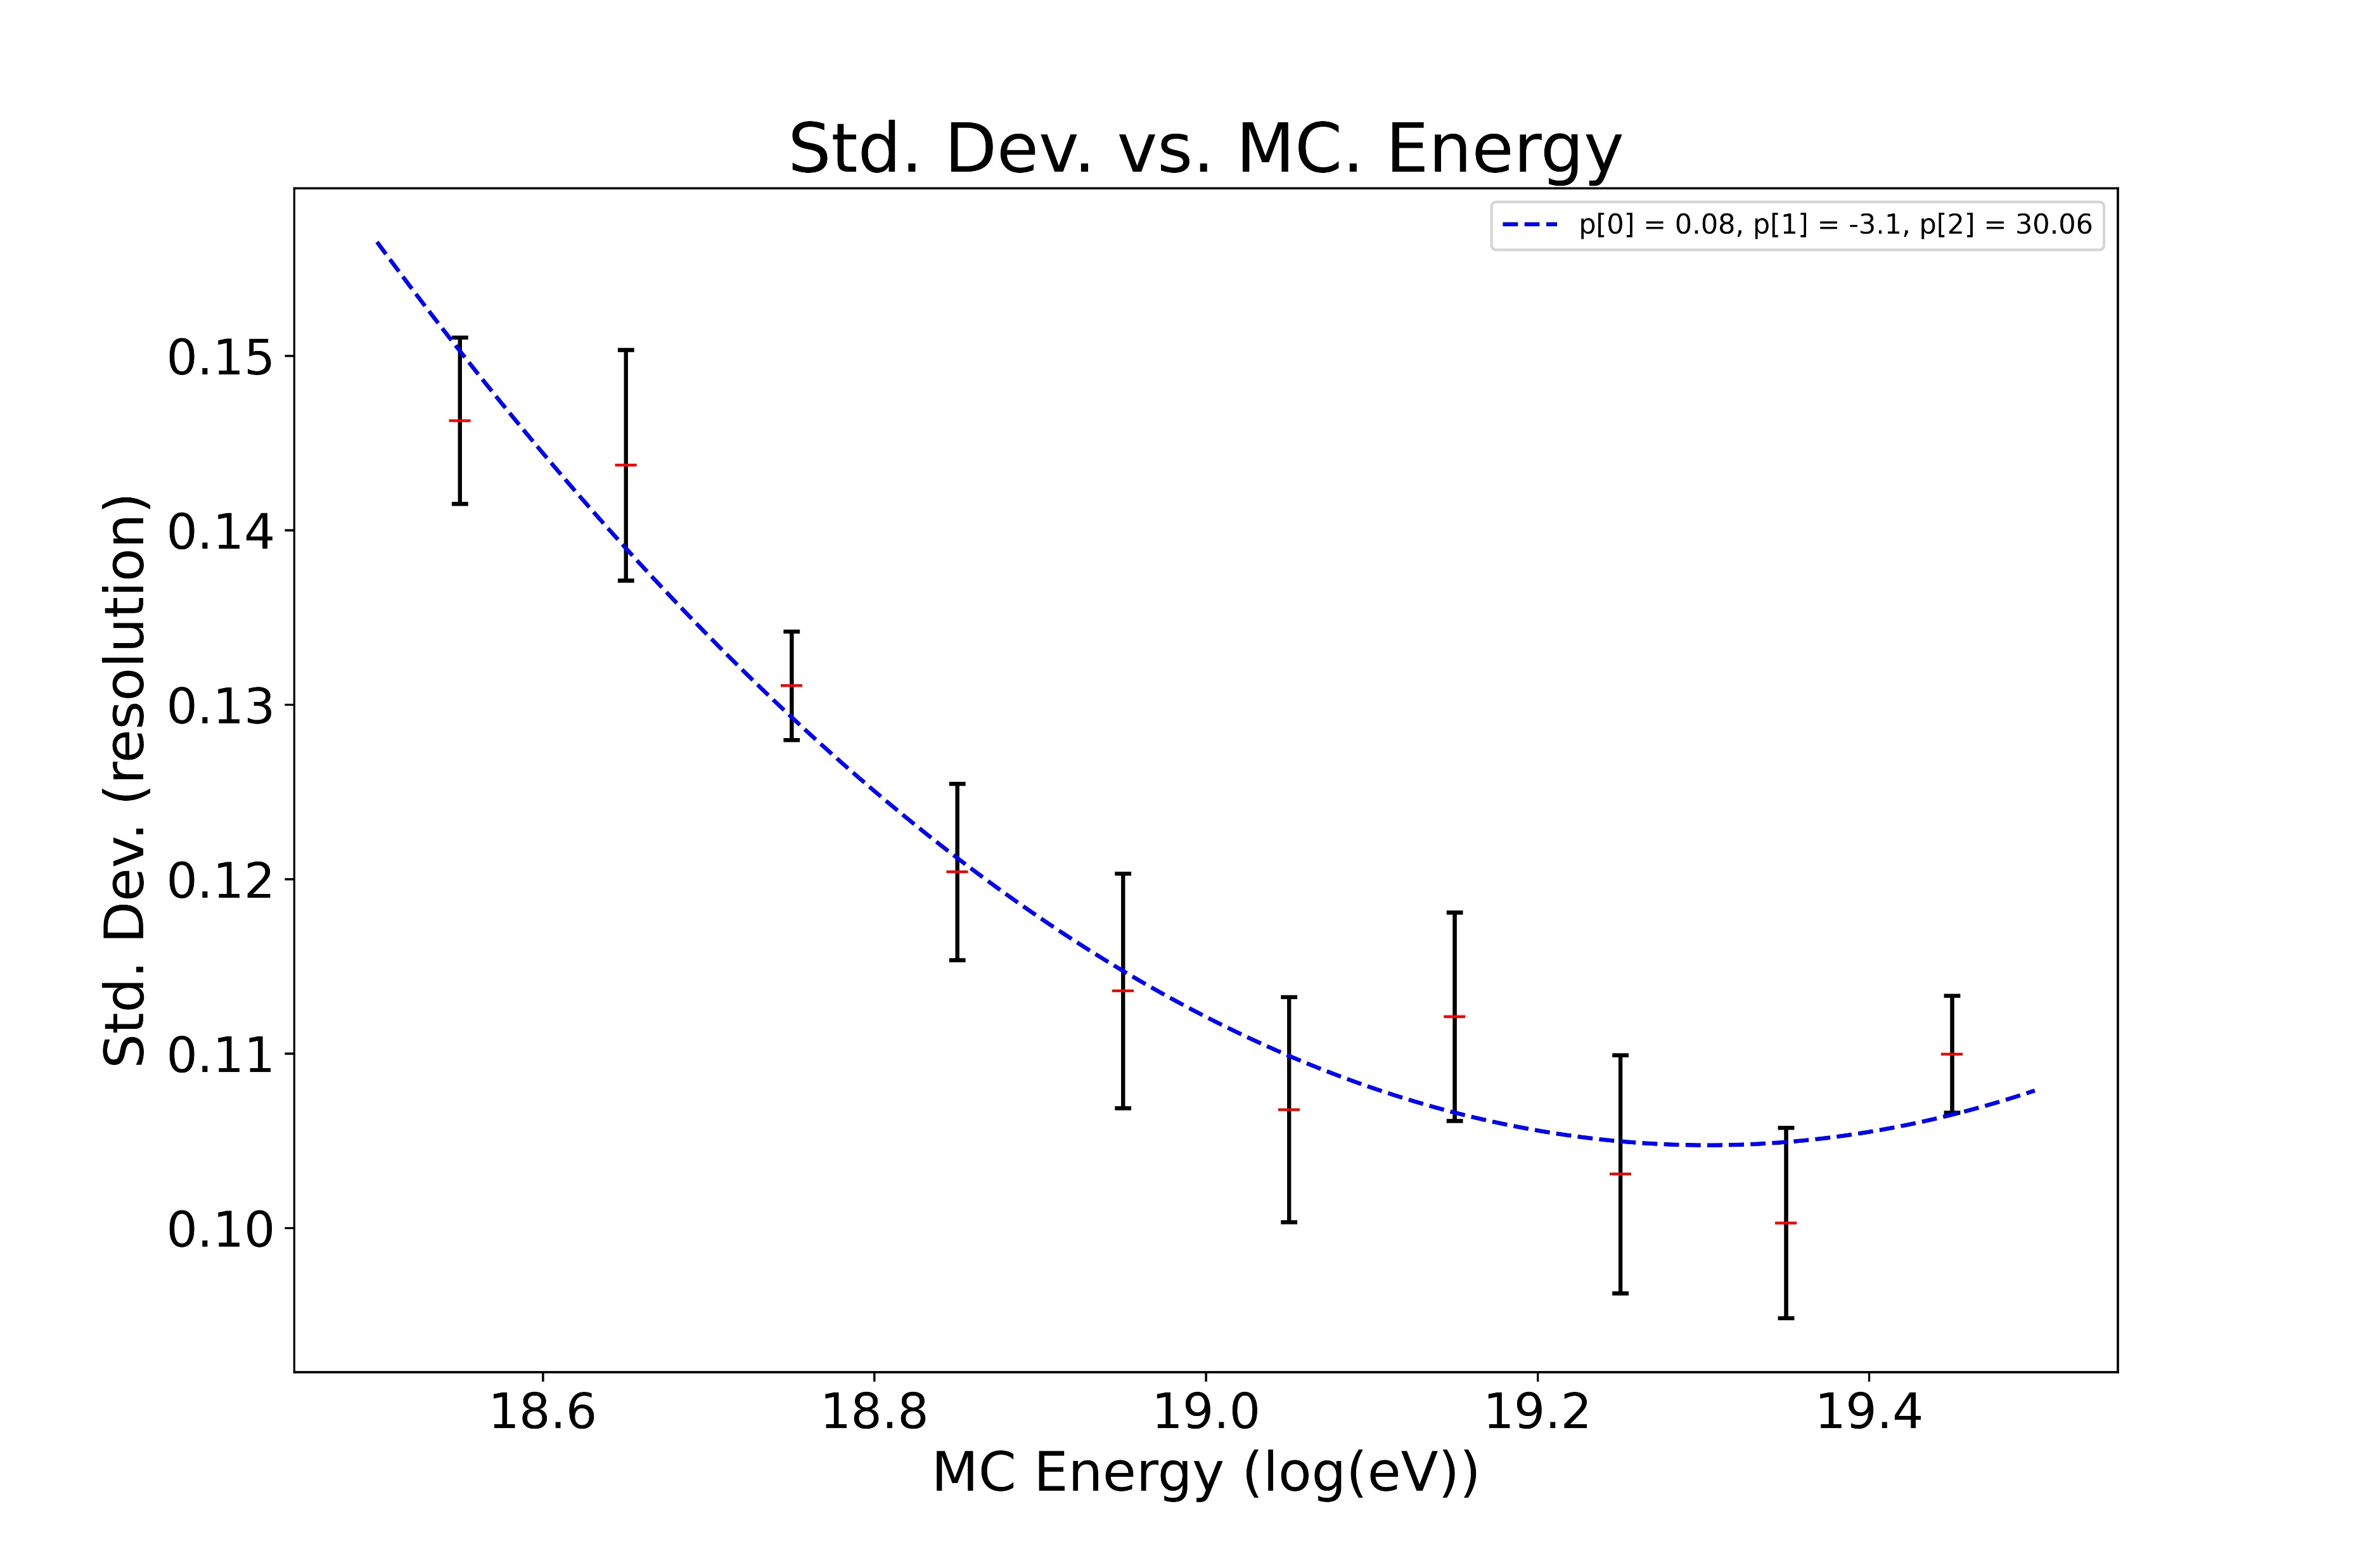 Std. Dev. vs. MC. Energy
p[0] = 0.08, p[1] = -3.1, p[2] = 30.06
Std. Dev. (resolution)
0.15
0.14
0.13
0.12
0.11
0.10
18.6 18.8 19.0 19.2 19.4
MC Energy (log(eV))